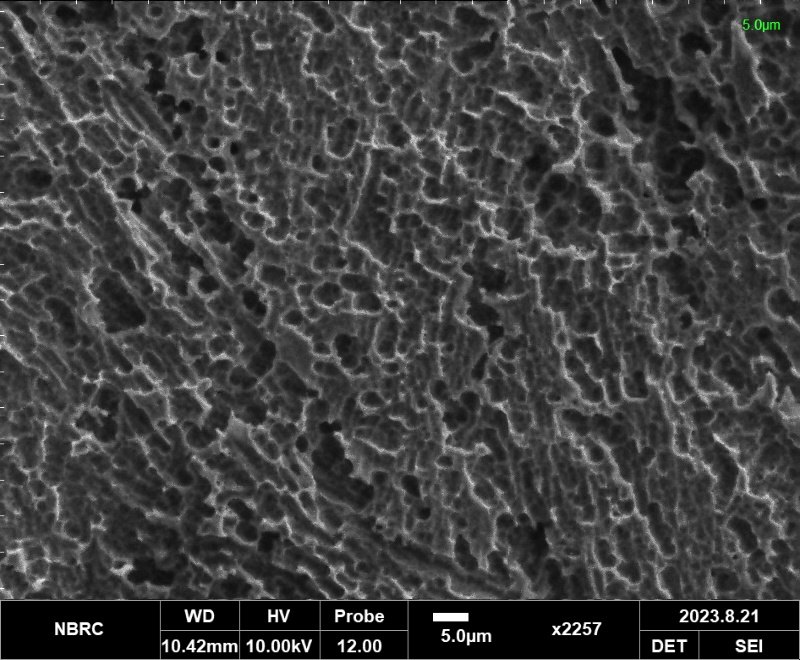 5.0µm
NBRC
WD
HV
Probe
10.42mm
10.00kV
12.00
5.0µm
x2257
2023.8.21
DET
SEI